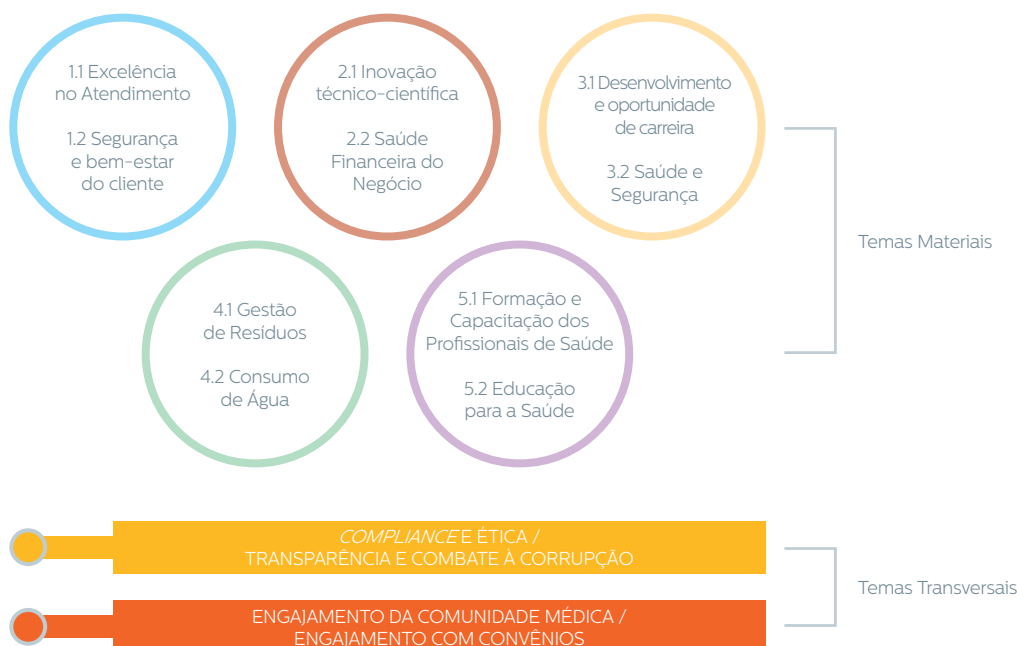 1.1 Excelência
no Atendimento
1.2 Segurança
e bem-estar
do cliente
2.1 Inovação
técnico-científica
2.2 Saúde
Financeira do
Negócio
3.1 Desenvolvimento
e oportunidade
de carreira
3.2 Saúde e
Segurança
4.1 Gestão
de Resíduos
4.2 Consumo
de Água
5.1 Formação e
Capacitação dos
Profissionais de Saúde
5.2 Educação
para a Saúde
Temas Materiais
COMPLIANCE E ÉTICA /
TRANSPARÊNCIA E COMBATE À CORRUPÇÃO
ENGAJAMENTO DA COMUNIDADE MÉDICA /
ENGAJAMENTO COM CONVÊNIOS
Temas Transversais